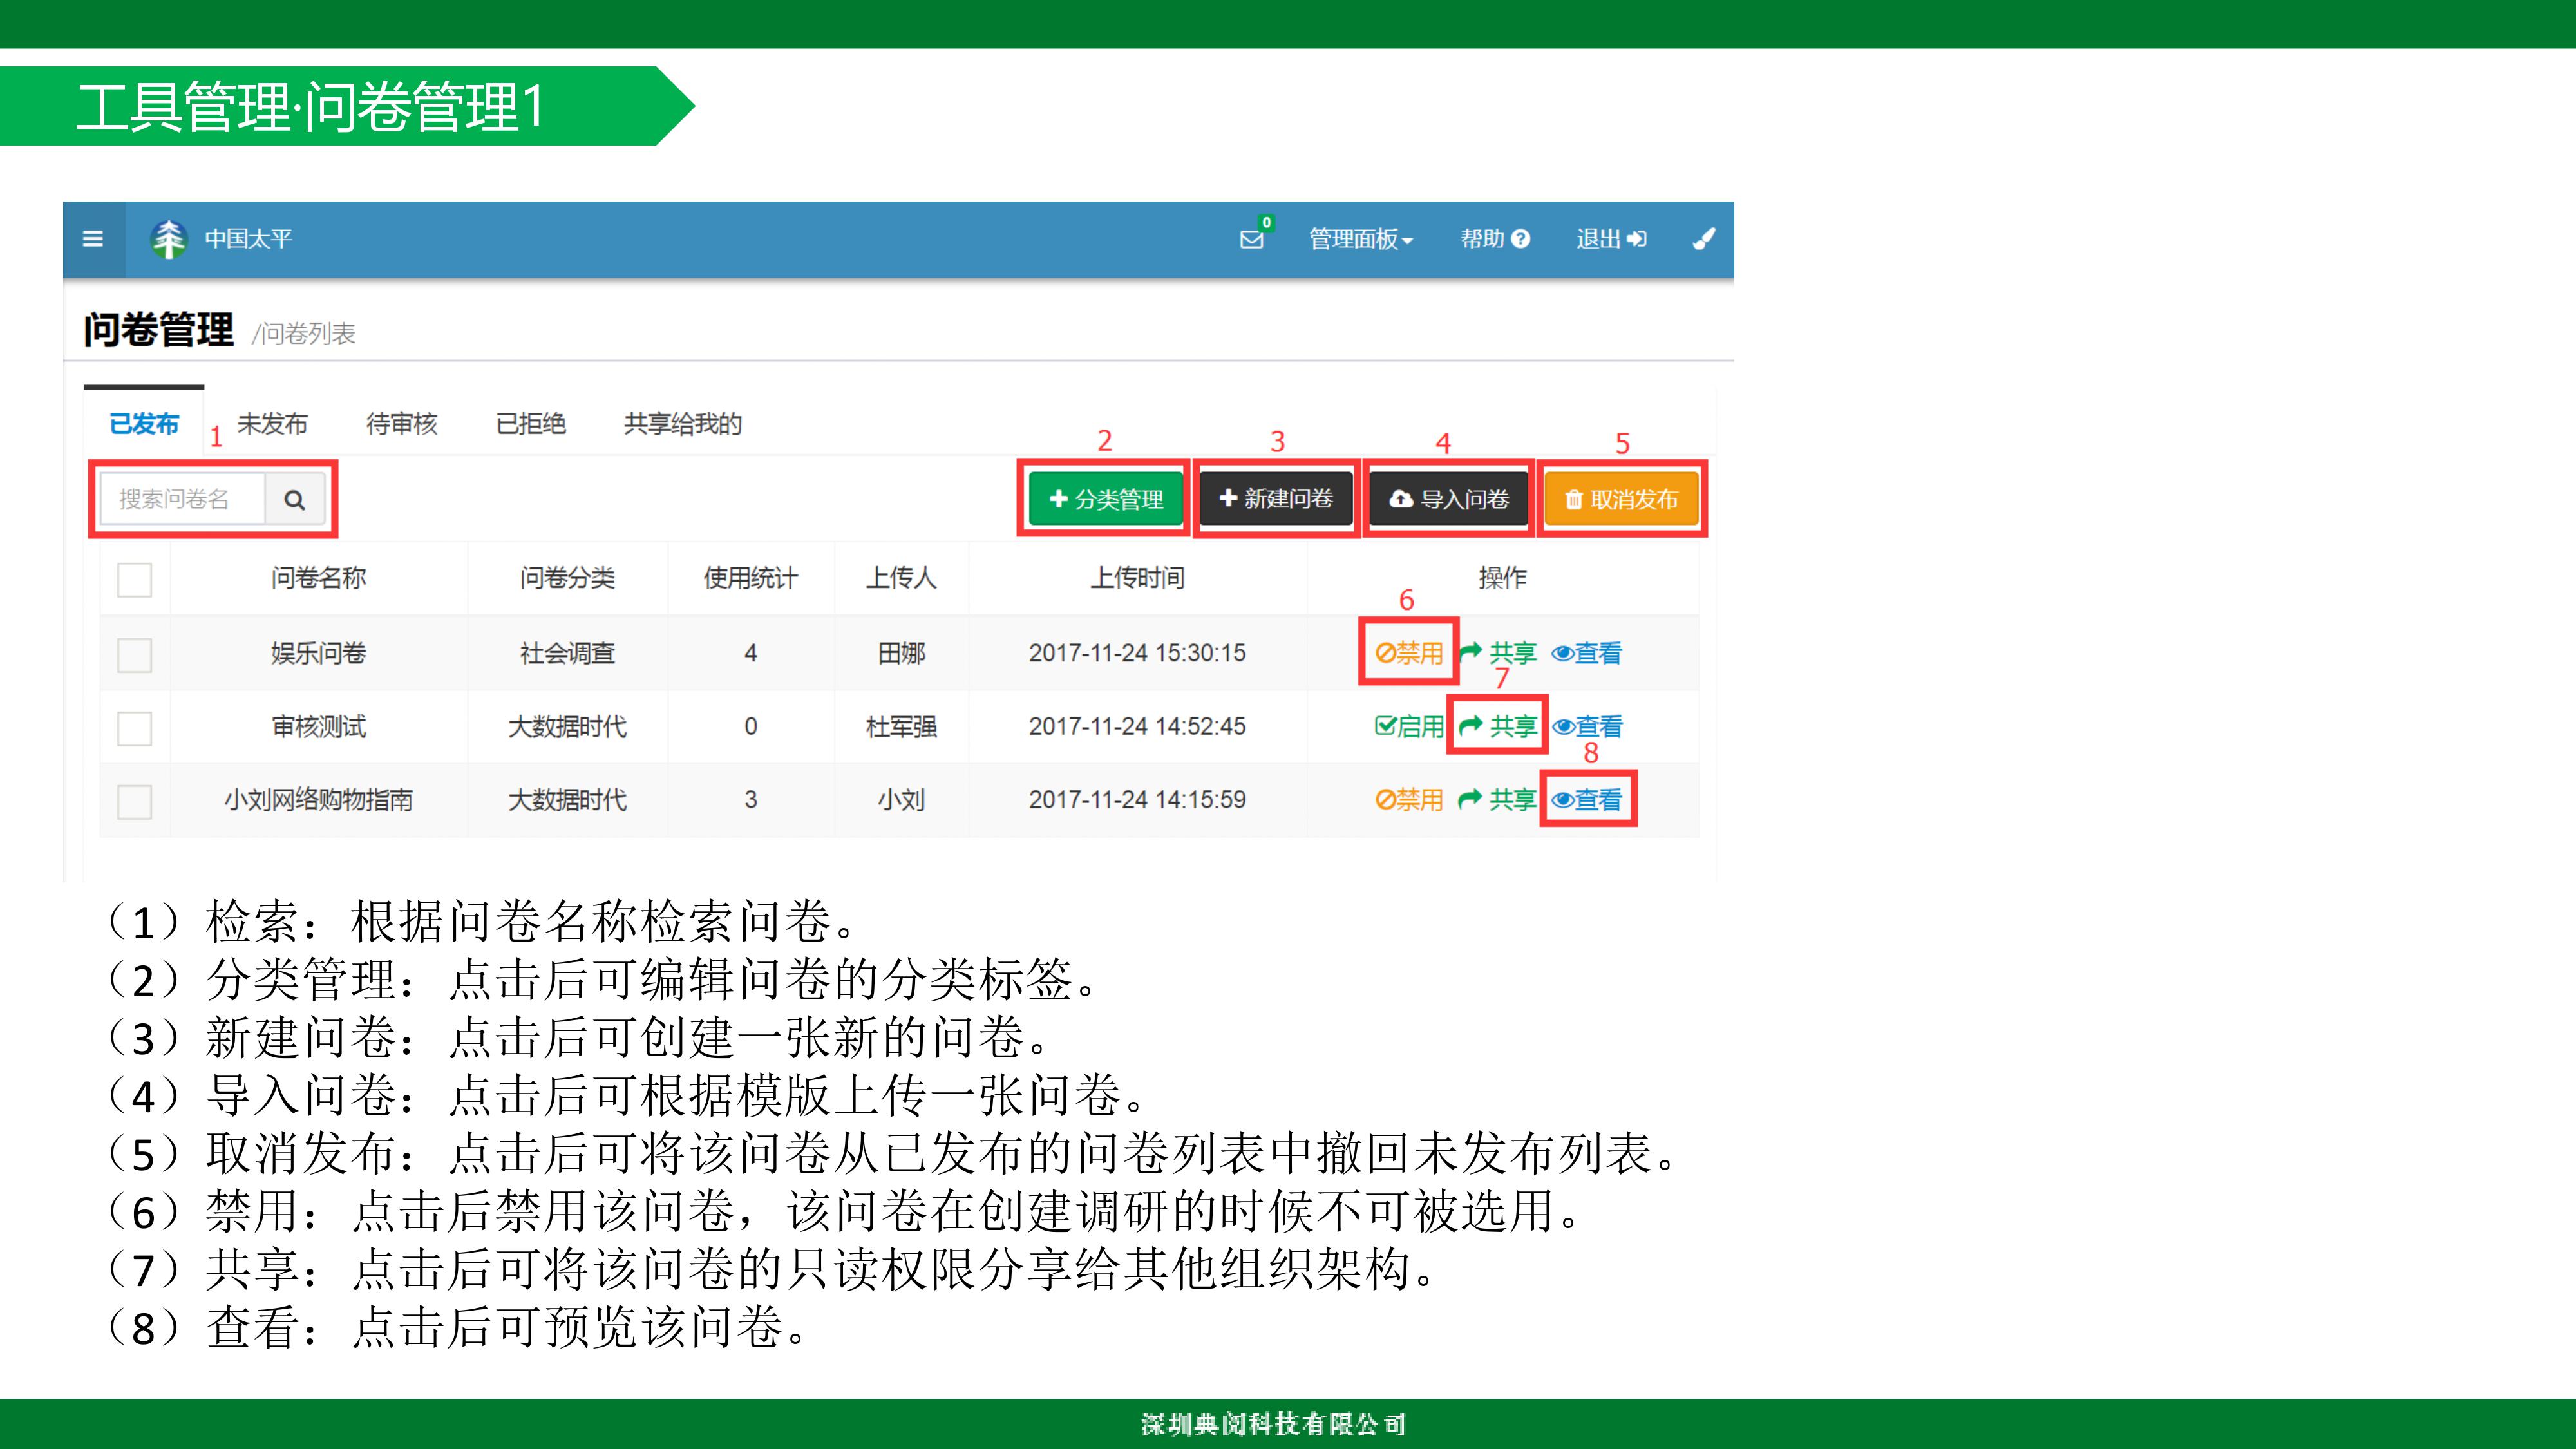 工具管理·问卷管理1
中国太平
0
管理面板
帮助
退出
问卷管理 /问卷列表
已发布 未发布 待审核 已拒绝 共享给我的
1 2 3 4 5
搜索问卷名 分类管理 新建问卷 导入问卷 取消发布
问卷名称 问卷分类 使用统计 上传人 上传时间 操作
6
娱乐问卷 社会调查 4 田娜 2017-11-24 15:30:15 禁用 共享 查看
7
审核测试 大数据时代 0 杜军强 2017-11-24 14:52:45 启用 共享 查看
8
小刘网络购物指南 大数据时代 3 小刘 2017-11-24 14:15:59 禁用 共享 查看
（1）检索：根据问卷名称检索问卷。
（2）分类管理：点击后可编辑问卷的分类标签。
（3）新建问卷：点击后可创建一张新的问卷。
（4）导入问卷：点击后可根据模版上传一张问卷。
（5）取消发布：点击后可将该问卷从已发布的问卷列表中撤回未发布列表。
（6）禁用：点击后禁用该问卷，该问卷在创建调研的时候不可被选用。
（7）共享：点击后可将该问卷的只读权限分享给其他组织架构。
（8）查看：点击后可预览该问卷。
深圳典阅科技有限公司